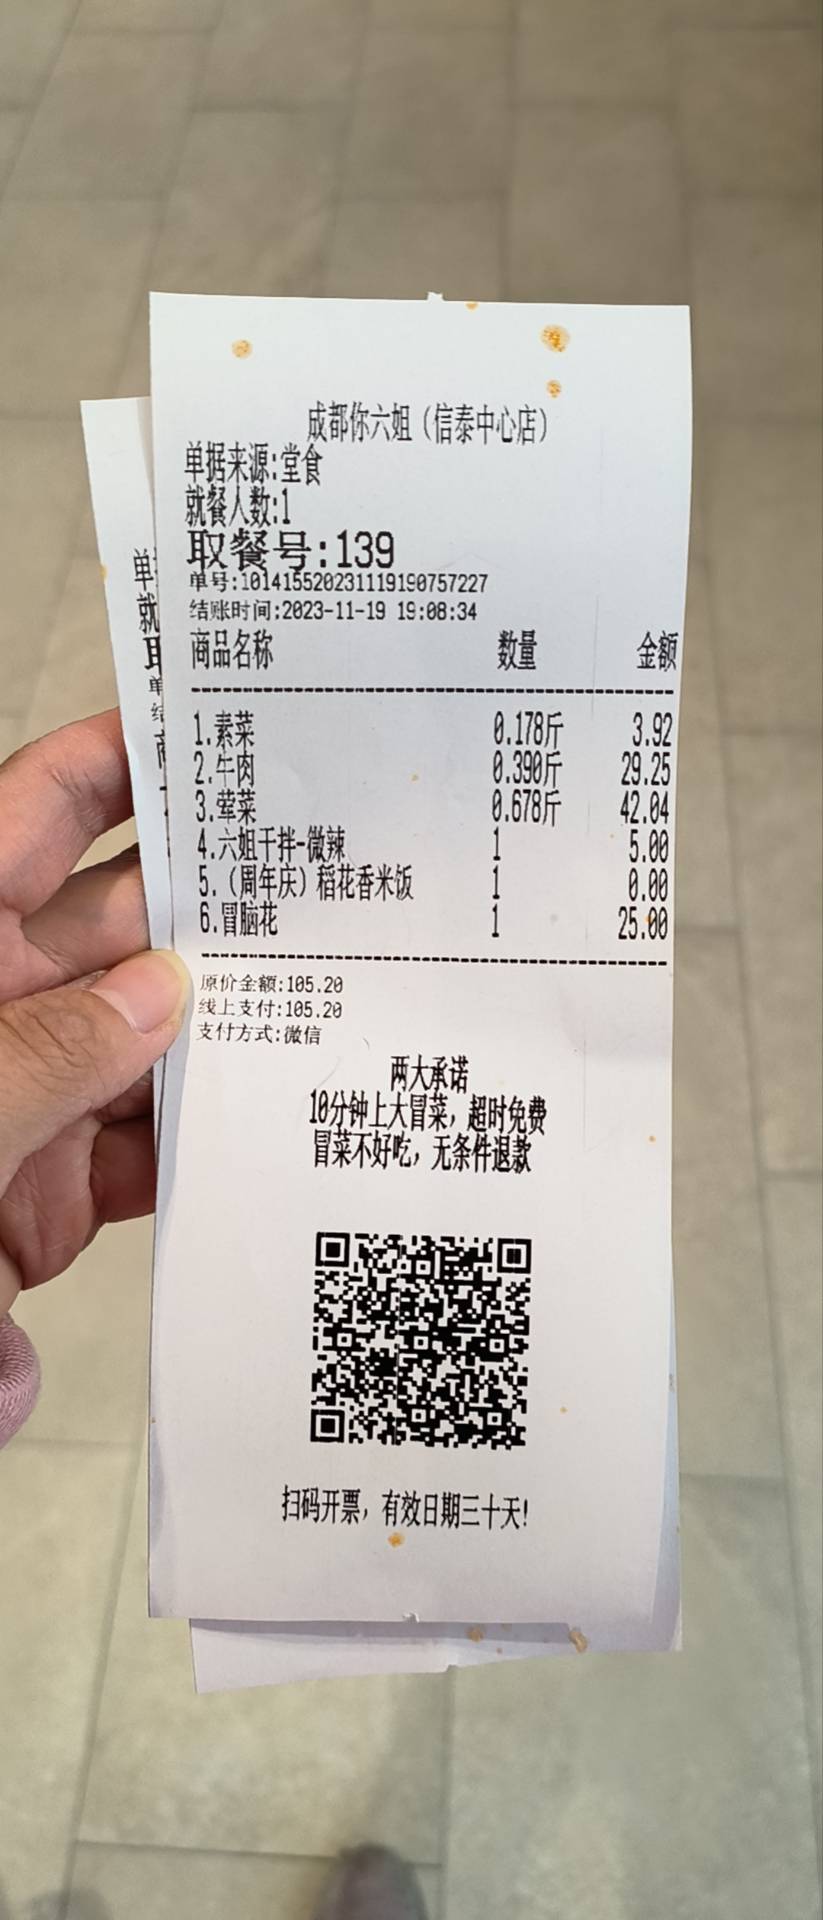 成都你六姐（信泰中心店）
单据来源:堂食
就餐人数:1
取餐号:139
单号:101415520231119190757227
结账时间:2023-11-19 19:08:34
商品名称 数量 金额
1.素菜 0.178斤 3.92
2.牛肉 0.390斤 29.25
3.荤菜 0.678斤 42.04
4.六姐干拌-微辣 1 5.00
5.（周年庆）稻花香米饭 1 0.00
6.冒脑花 1 25.00
原价金额:105.20
线上支付:105.20
支付方式:微信
两大承诺
10分钟上大冒菜，超时免费
冒菜不好吃，无条件退款
扫码开票，有效日期三十天!
单
就